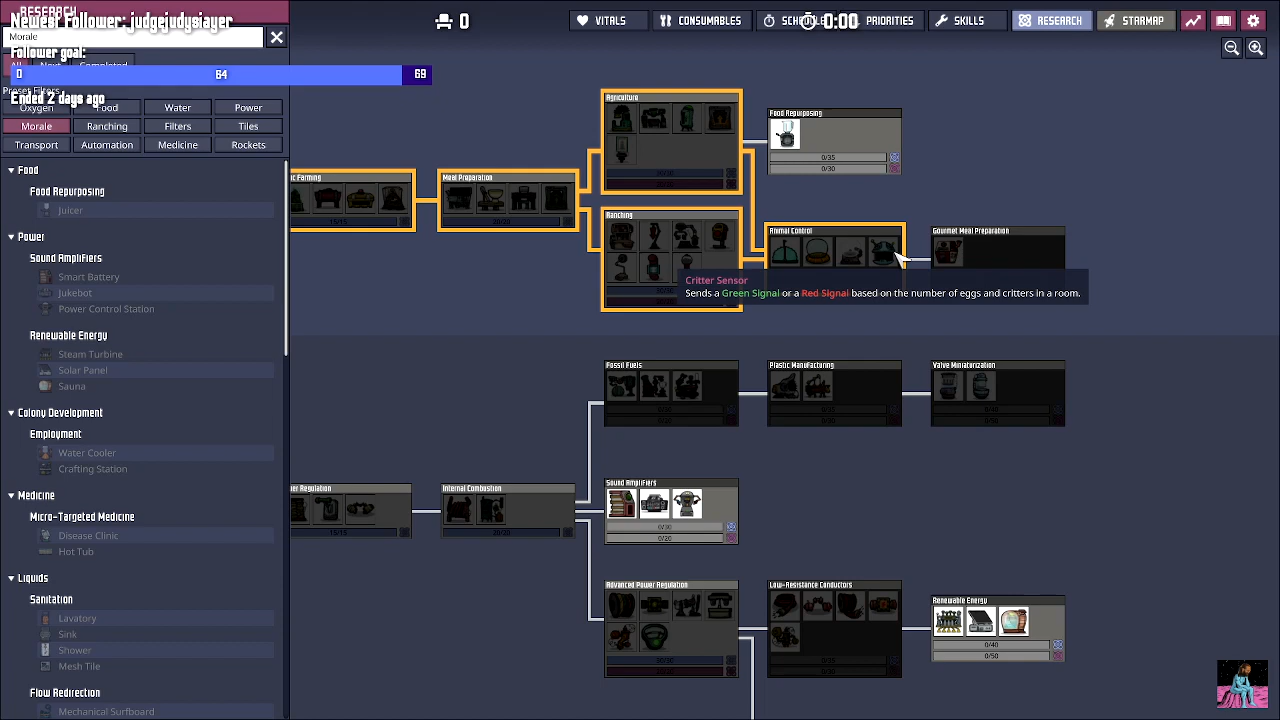 RESEARCH
Newest Follower: judgejudyslayer
Morale
Follower goal:
All Next Completed
0 64 69
Preset Filters
Ended 2 days ago
Oxygen Food Water Power
Morale Ranching Filters Tiles
Transport Automation Medicine Rockets
Food
Food Repurposing
Juicer
Power
Sound Amplifiers
Smart Battery
Jukebot
Power Control Station
Renewable Energy
Steam Turbine
Solar Panel
Sauna
Colony Development
Employment
Water Cooler
Crafting Station
Medicine
Micro-Targeted Medicine
Disease Clinic
Hot Tub
Liquids
Sanitation
Lavatory
Sink
Shower
Mesh Tile
Flow Redirection
Mechanical Surfboard
0
VITALS
CONSUMABLES
0:00
PRIORITIES
SKILLS
RESEARCH
STARMAP
Agriculture
Food Repurposing
0/35
0/30
Meal Preparation
Ranching
Animal Control
Gourmet Meal Preparation
Critter Sensor
Sends a Green Signal or a Red Signal based on the number of eggs and critters in a room.
Fossil Fuels
Plastic Manufacturing
Valve Miniaturization
Internal Combustion
Sound Amplifiers
0/30
0/20
Advanced Power Regulation
Low-Resistance Conductors
Renewable Energy
0/40
0/50